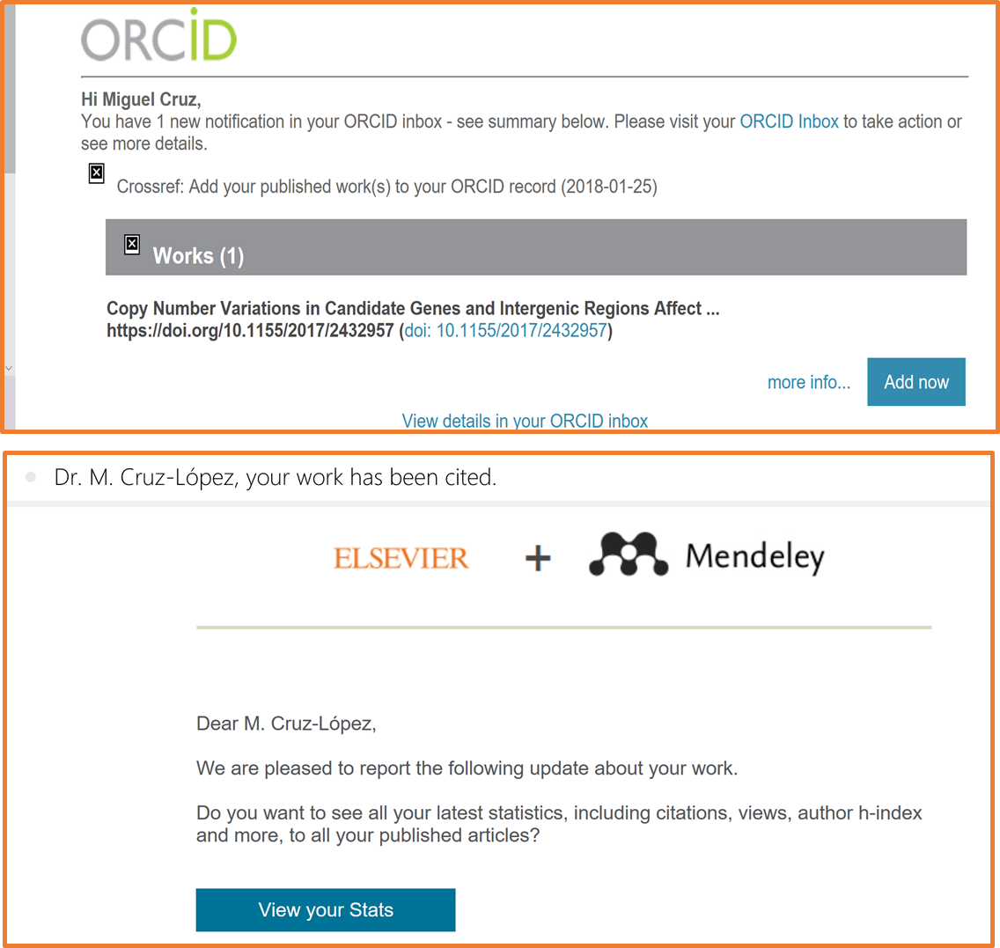 ORCiD
Hi Miguel Cruz,
You have 1 new notification in your ORCID inbox - see summary below. Please visit your ORCID Inbox to take action or
see more details.
Crossref: Add your published work(s) to your ORCID record (2018-01-25)
Works (1)
Copy Number Variations in Candidate Genes and Intergenic Regions Affect ...
https://doi.org/10.1155/2017/2432957 (doi: 10.1155/2017/2432957)
more info... Add now
View details in your ORCID inbox
Dr. M. Cruz-López, your work has been cited.
ELSEVIER + Mendeley
Dear M. Cruz-López,
We are pleased to report the following update about your work.
Do you want to see all your latest statistics, including citations, views, author h-index
and more, to all your published articles?
View your Stats